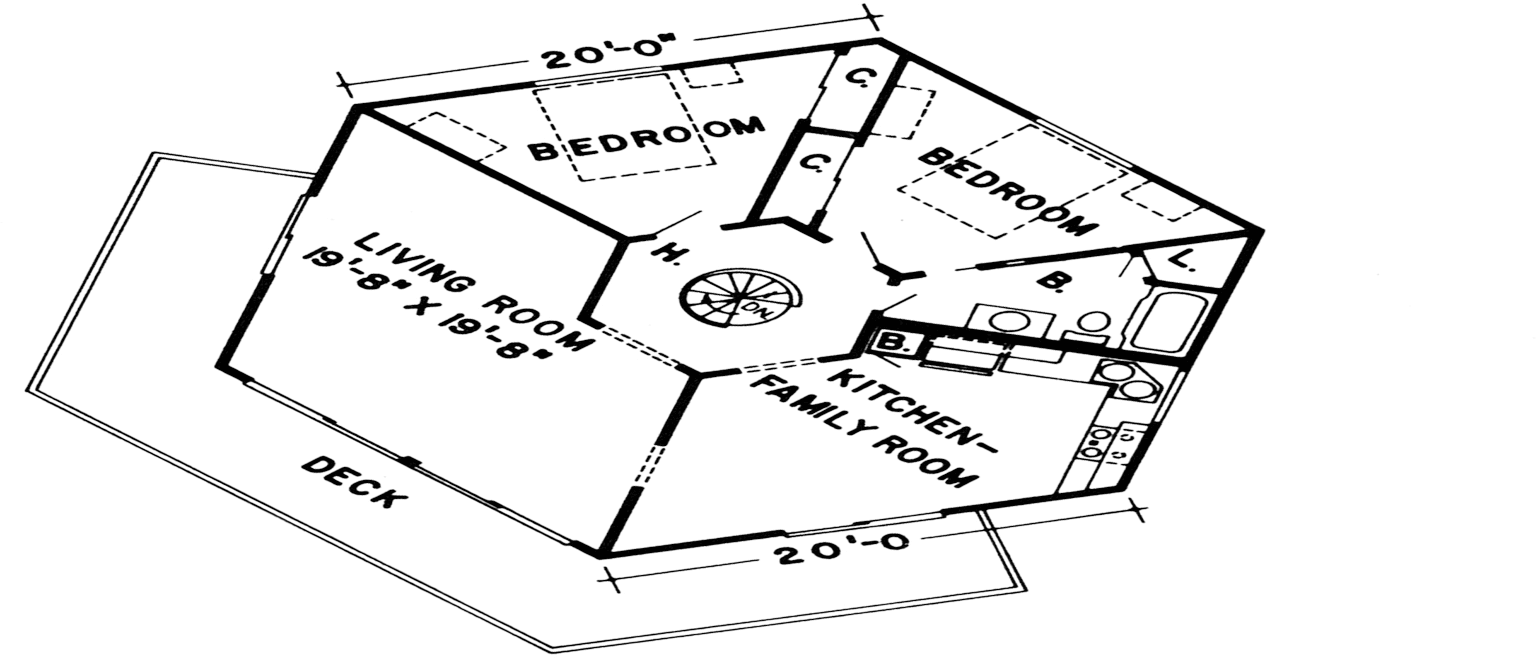 20'-0"
C.
BEDROOM
C.
BEDROOM
H.
L.
B.
LIVING ROOM
19'-8" X 19'-8"
DN.
B.
KITCHEN-
FAMILY ROOM
DECK
20'-0